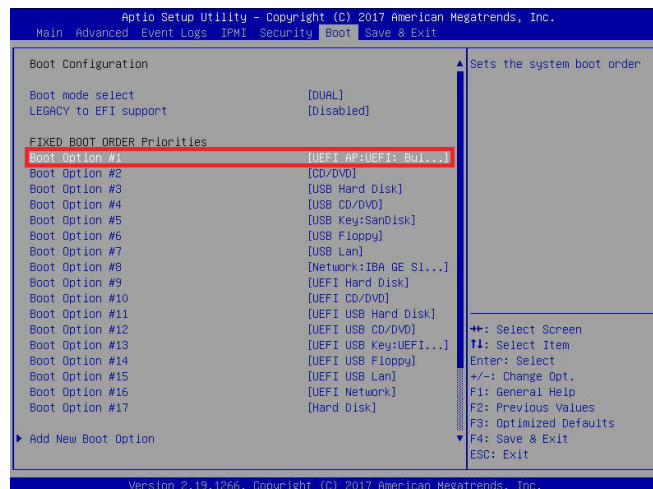 Aptio Setup Utility – Copyright (C) 2017 American Megatrends, Inc.
Main Advanced Event Logs IPMI Security Boot Save & Exit
Boot Configuration
Sets the system boot order
Boot mode select [DUAL]
LEGACY to EFI support [Disabled]
FIXED BOOT ORDER Priorities
Boot Option #1 [UEFI AP:UEFI: Bui...]
Boot Option #2 [CD/DVD]
Boot Option #3 [USB Hard Disk]
Boot Option #4 [USB CD/DVD]
Boot Option #5 [USB Key:SanDisk]
Boot Option #6 [USB Floppy]
Boot Option #7 [USB Lan]
Boot Option #8 [Network:IBA GE Sl...]
Boot Option #9 [UEFI Hard Disk]
Boot Option #10 [UEFI CD/DVD]
Boot Option #11 [UEFI USB Hard Disk]
Boot Option #12 [UEFI USB CD/DVD]
Boot Option #13 [UEFI USB Key:UEFI...]
Boot Option #14 [UEFI USB Floppy]
Boot Option #15 [UEFI USB Lan]
Boot Option #16 [UEFI Network]
Boot Option #17 [Hard Disk]
Add New Boot Option
→←: Select Screen
↑↓: Select Item
Enter: Select
+/-: Change Opt.
F1: General Help
F2: Previous Values
F3: Optimized Defaults
F4: Save & Exit
ESC: Exit
Version 2.19.1266. Copyright (C) 2017 American Megatrends, Inc.